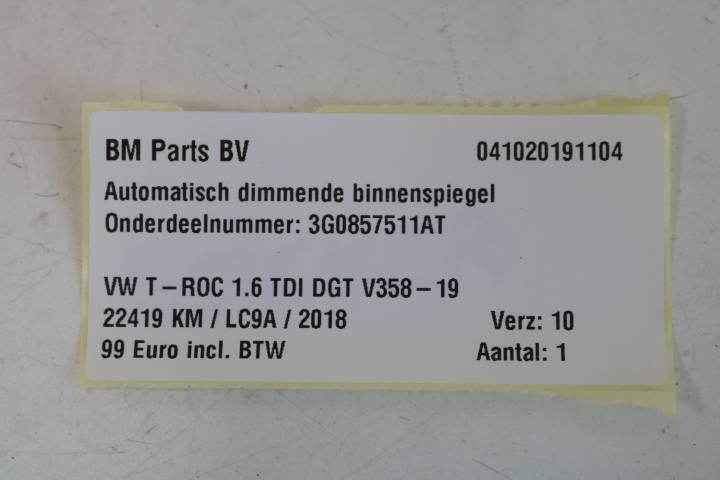 BM Parts BV 041020191104
Automatisch dimmende binnenspiegel
Onderdeelnummer: 3G0857511AT
VW T-ROC 1.6 TDI DGT V358-19
22419 KM / LC9A / 2018 Verz: 10
99 Euro incl. BTW Aantal: 1